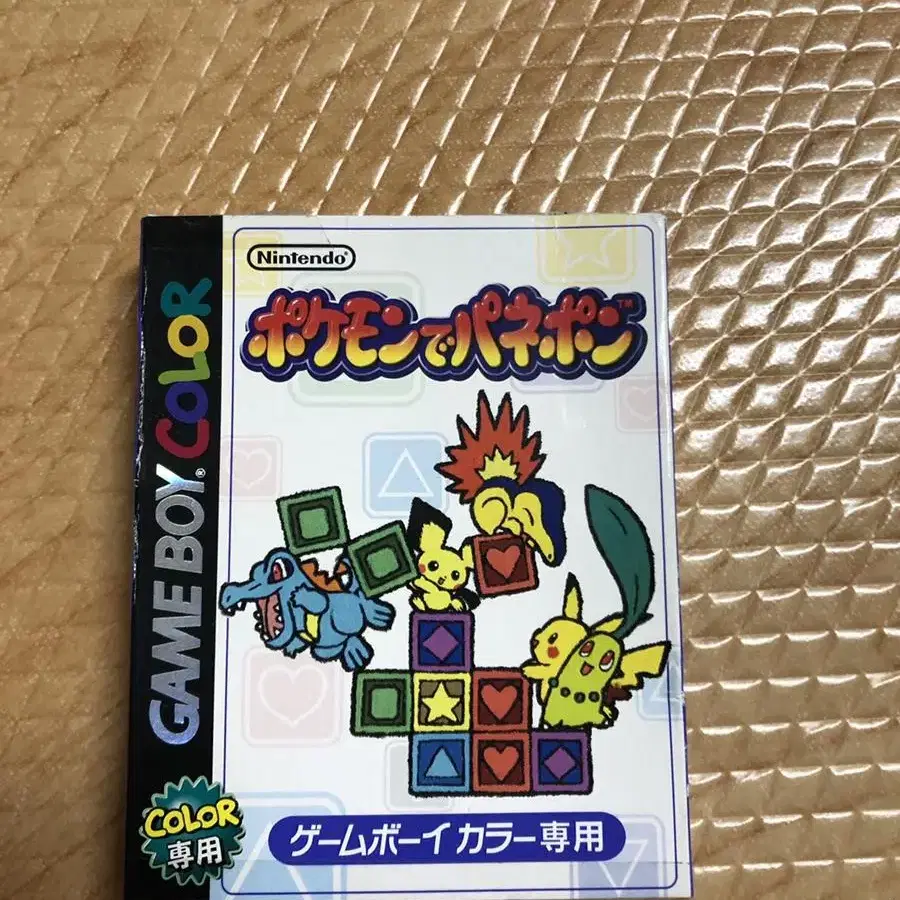 Nintendo
ポケモンでパネポン™
GAME BOY® COLOR
COLOR
専用
ゲームボーイ カラー専用